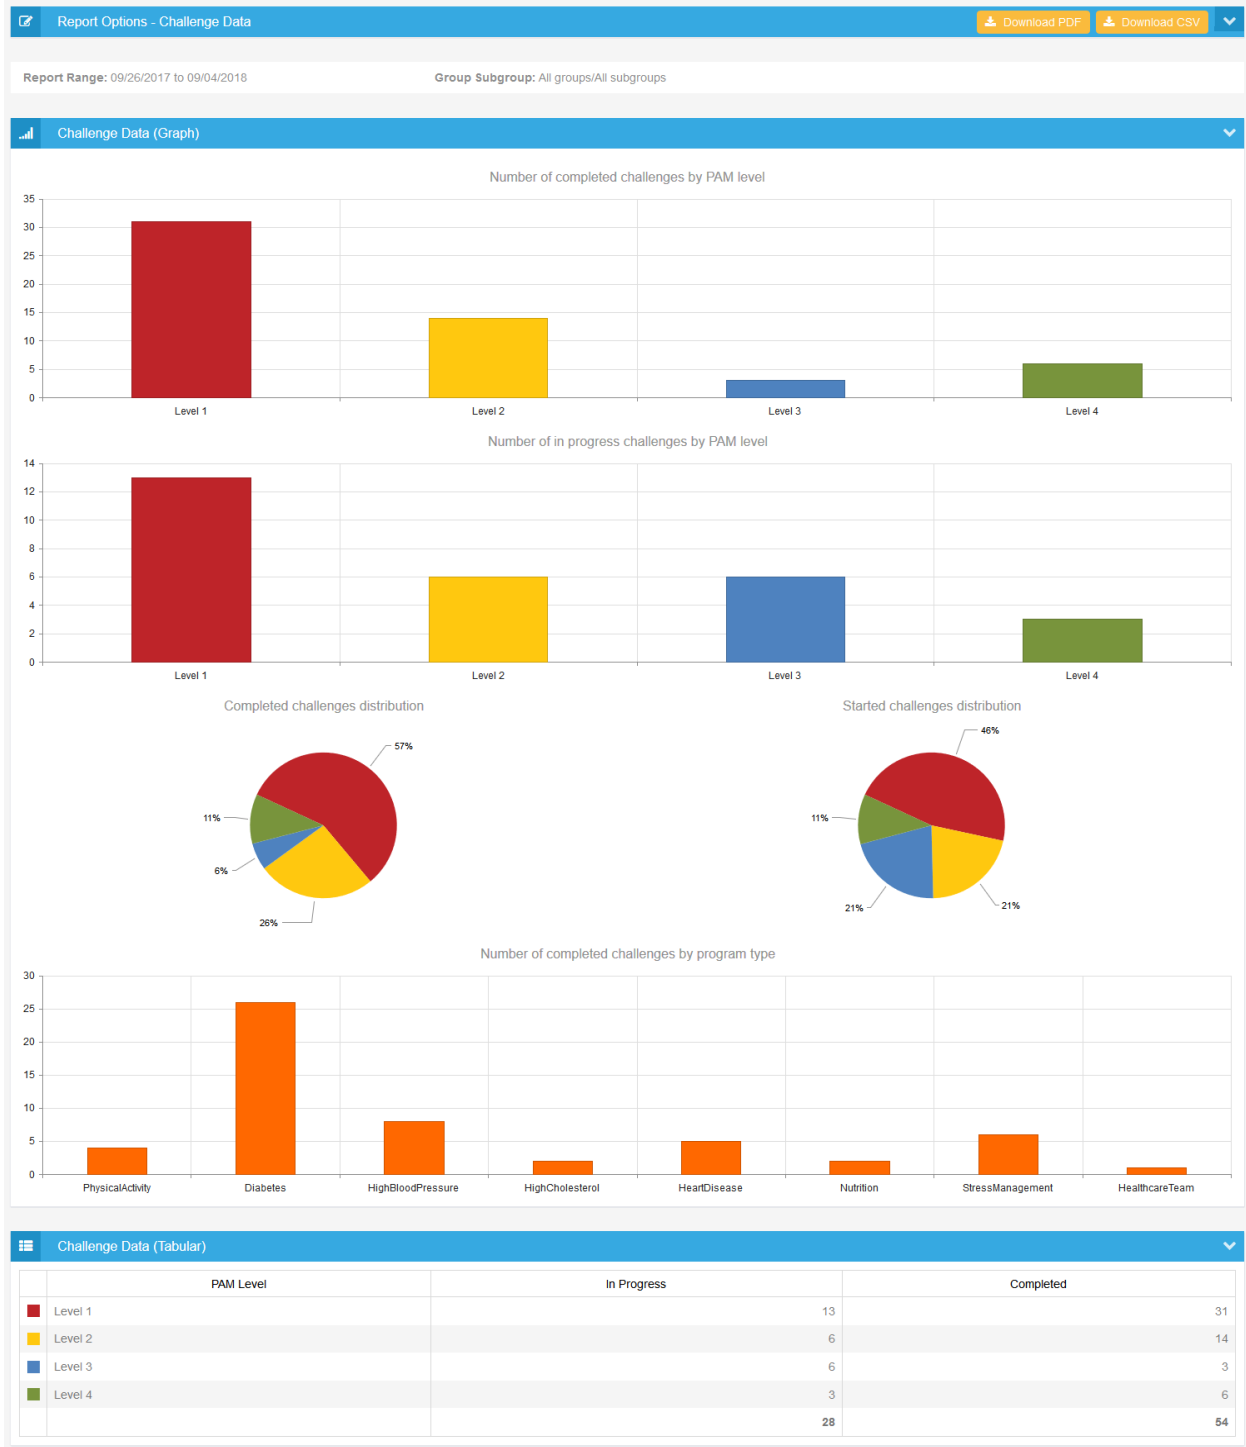 Report Options - Challenge Data
Download PDF
Download CSV
Report Range: 09/26/2017 to 09/04/2018
Group Subgroup: All groups/All subgroups
Challenge Data (Graph)
Number of completed challenges by PAM level
35
30
25
20
15
10
5
0
Level 1 Level 2 Level 3 Level 4
Number of in progress challenges by PAM level
14
12
10
8
6
4
2
0
Level 1 Level 2 Level 3 Level 4
Completed challenges distribution
57%
11%
6%
26%
Started challenges distribution
46%
11%
21%
21%
Number of completed challenges by program type
30
25
20
15
10
5
0
PhysicalActivity Diabetes HighBloodPressure HighCholesterol HeartDisease Nutrition StressManagement HealthcareTeam
Challenge Data (Tabular)
PAM Level In Progress Completed
Level 1 13 31
Level 2 6 14
Level 3 6 3
Level 4 3 6
28 54